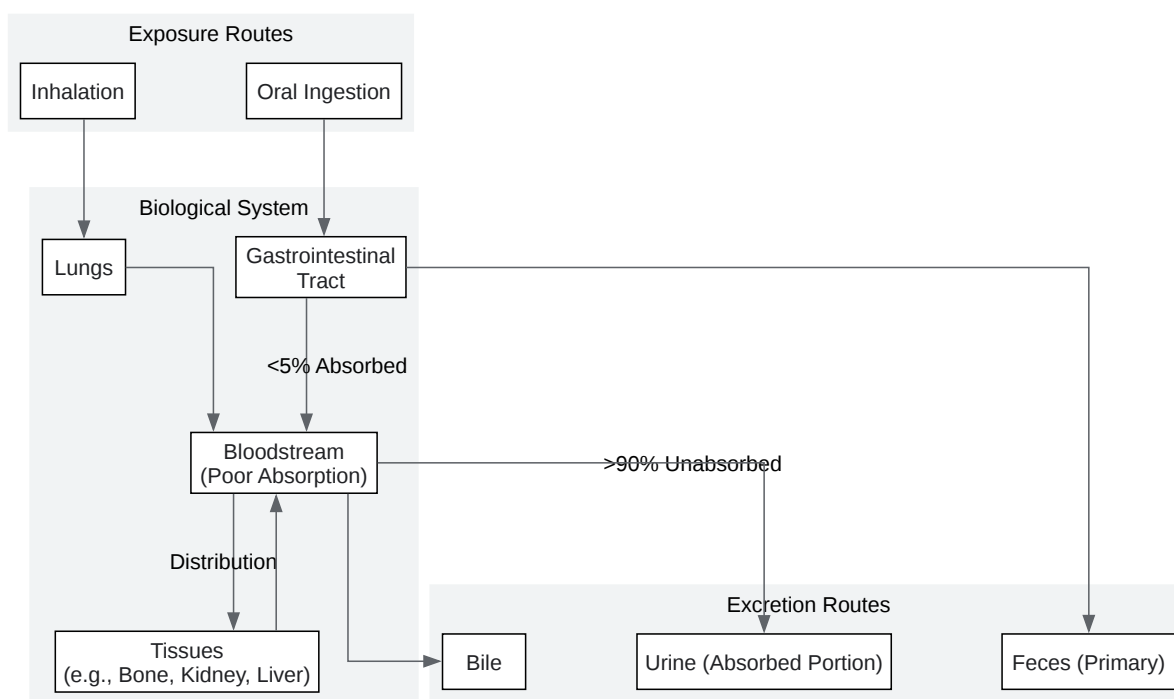 Exposure Routes
Inhalation
Oral Ingestion
Biological System
Lungs
Gastrointestinal
Tract
<5% Absorbed
Bloodstream
(Poor Absorption)
>90% Unabsorbed
Distribution
Excretion Routes
Tissues
(e.g., Bone, Kidney, Liver)
Bile
Urine (Absorbed Portion)
Feces (Primary)